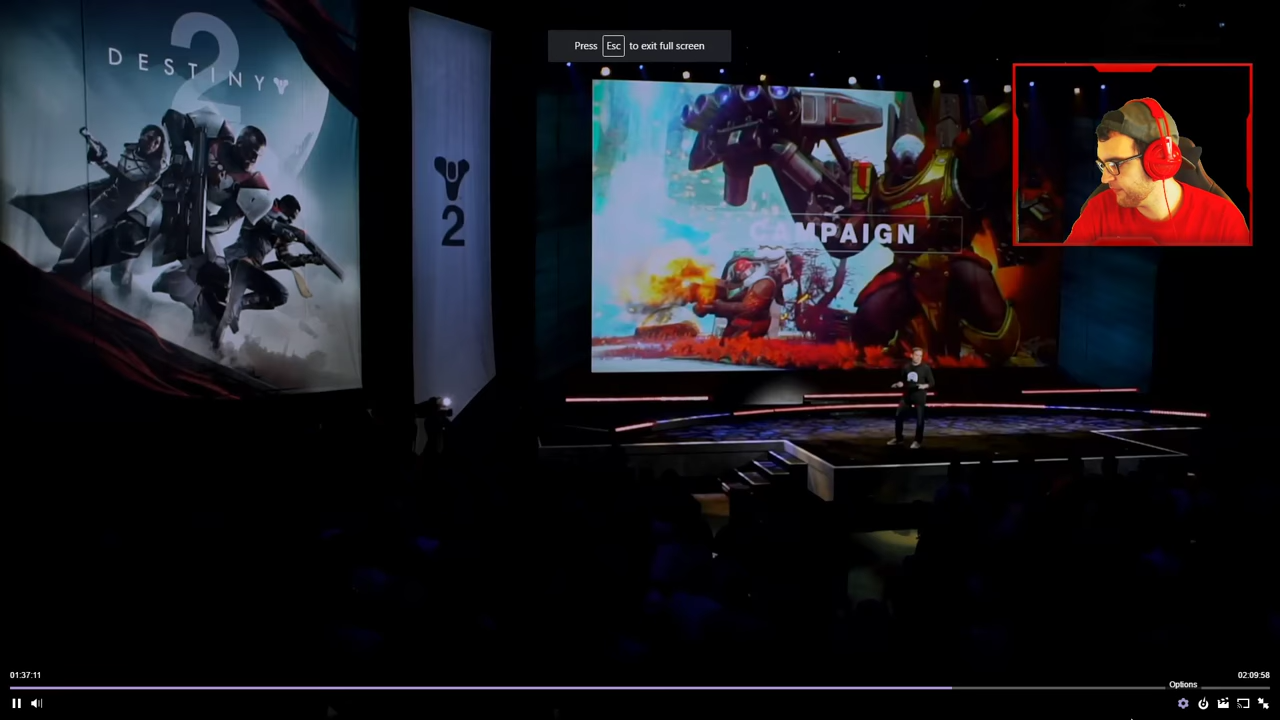 2
DESTINY
2
Press Esc to exit full screen
CAMPAIGN
01:37:11
02:09:58
Options